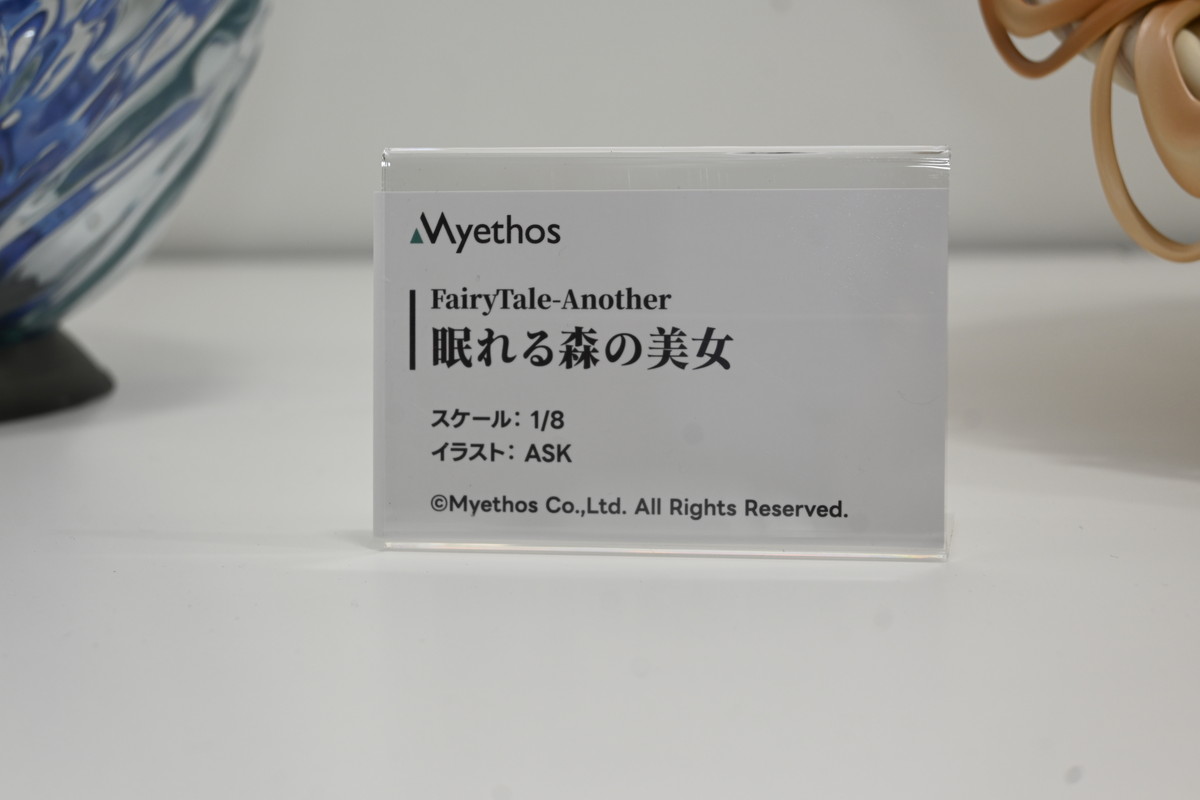 Myethos
FairyTale-Another
眠れる森の美女
スケール: 1/8
イラスト: ASK
©Myethos Co.,Ltd. All Rights Reserved.